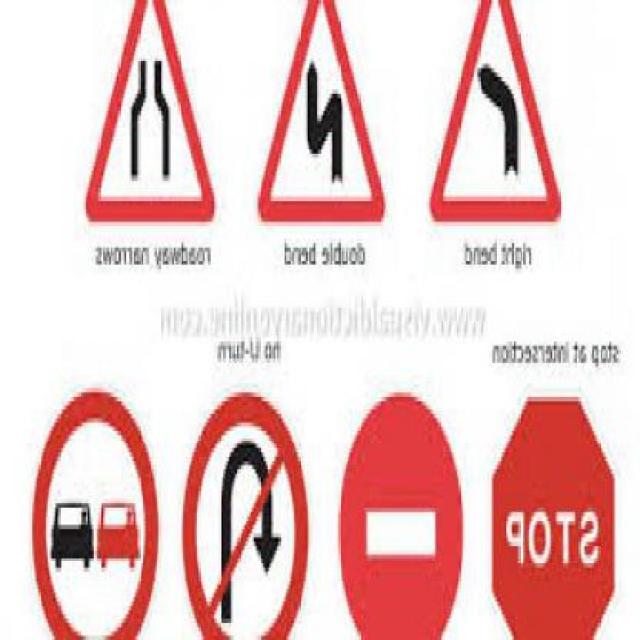 right bend
double bend
roadway narrows
www.visualdictionaryonline.com
stop at intersection
no U-turn
STOP